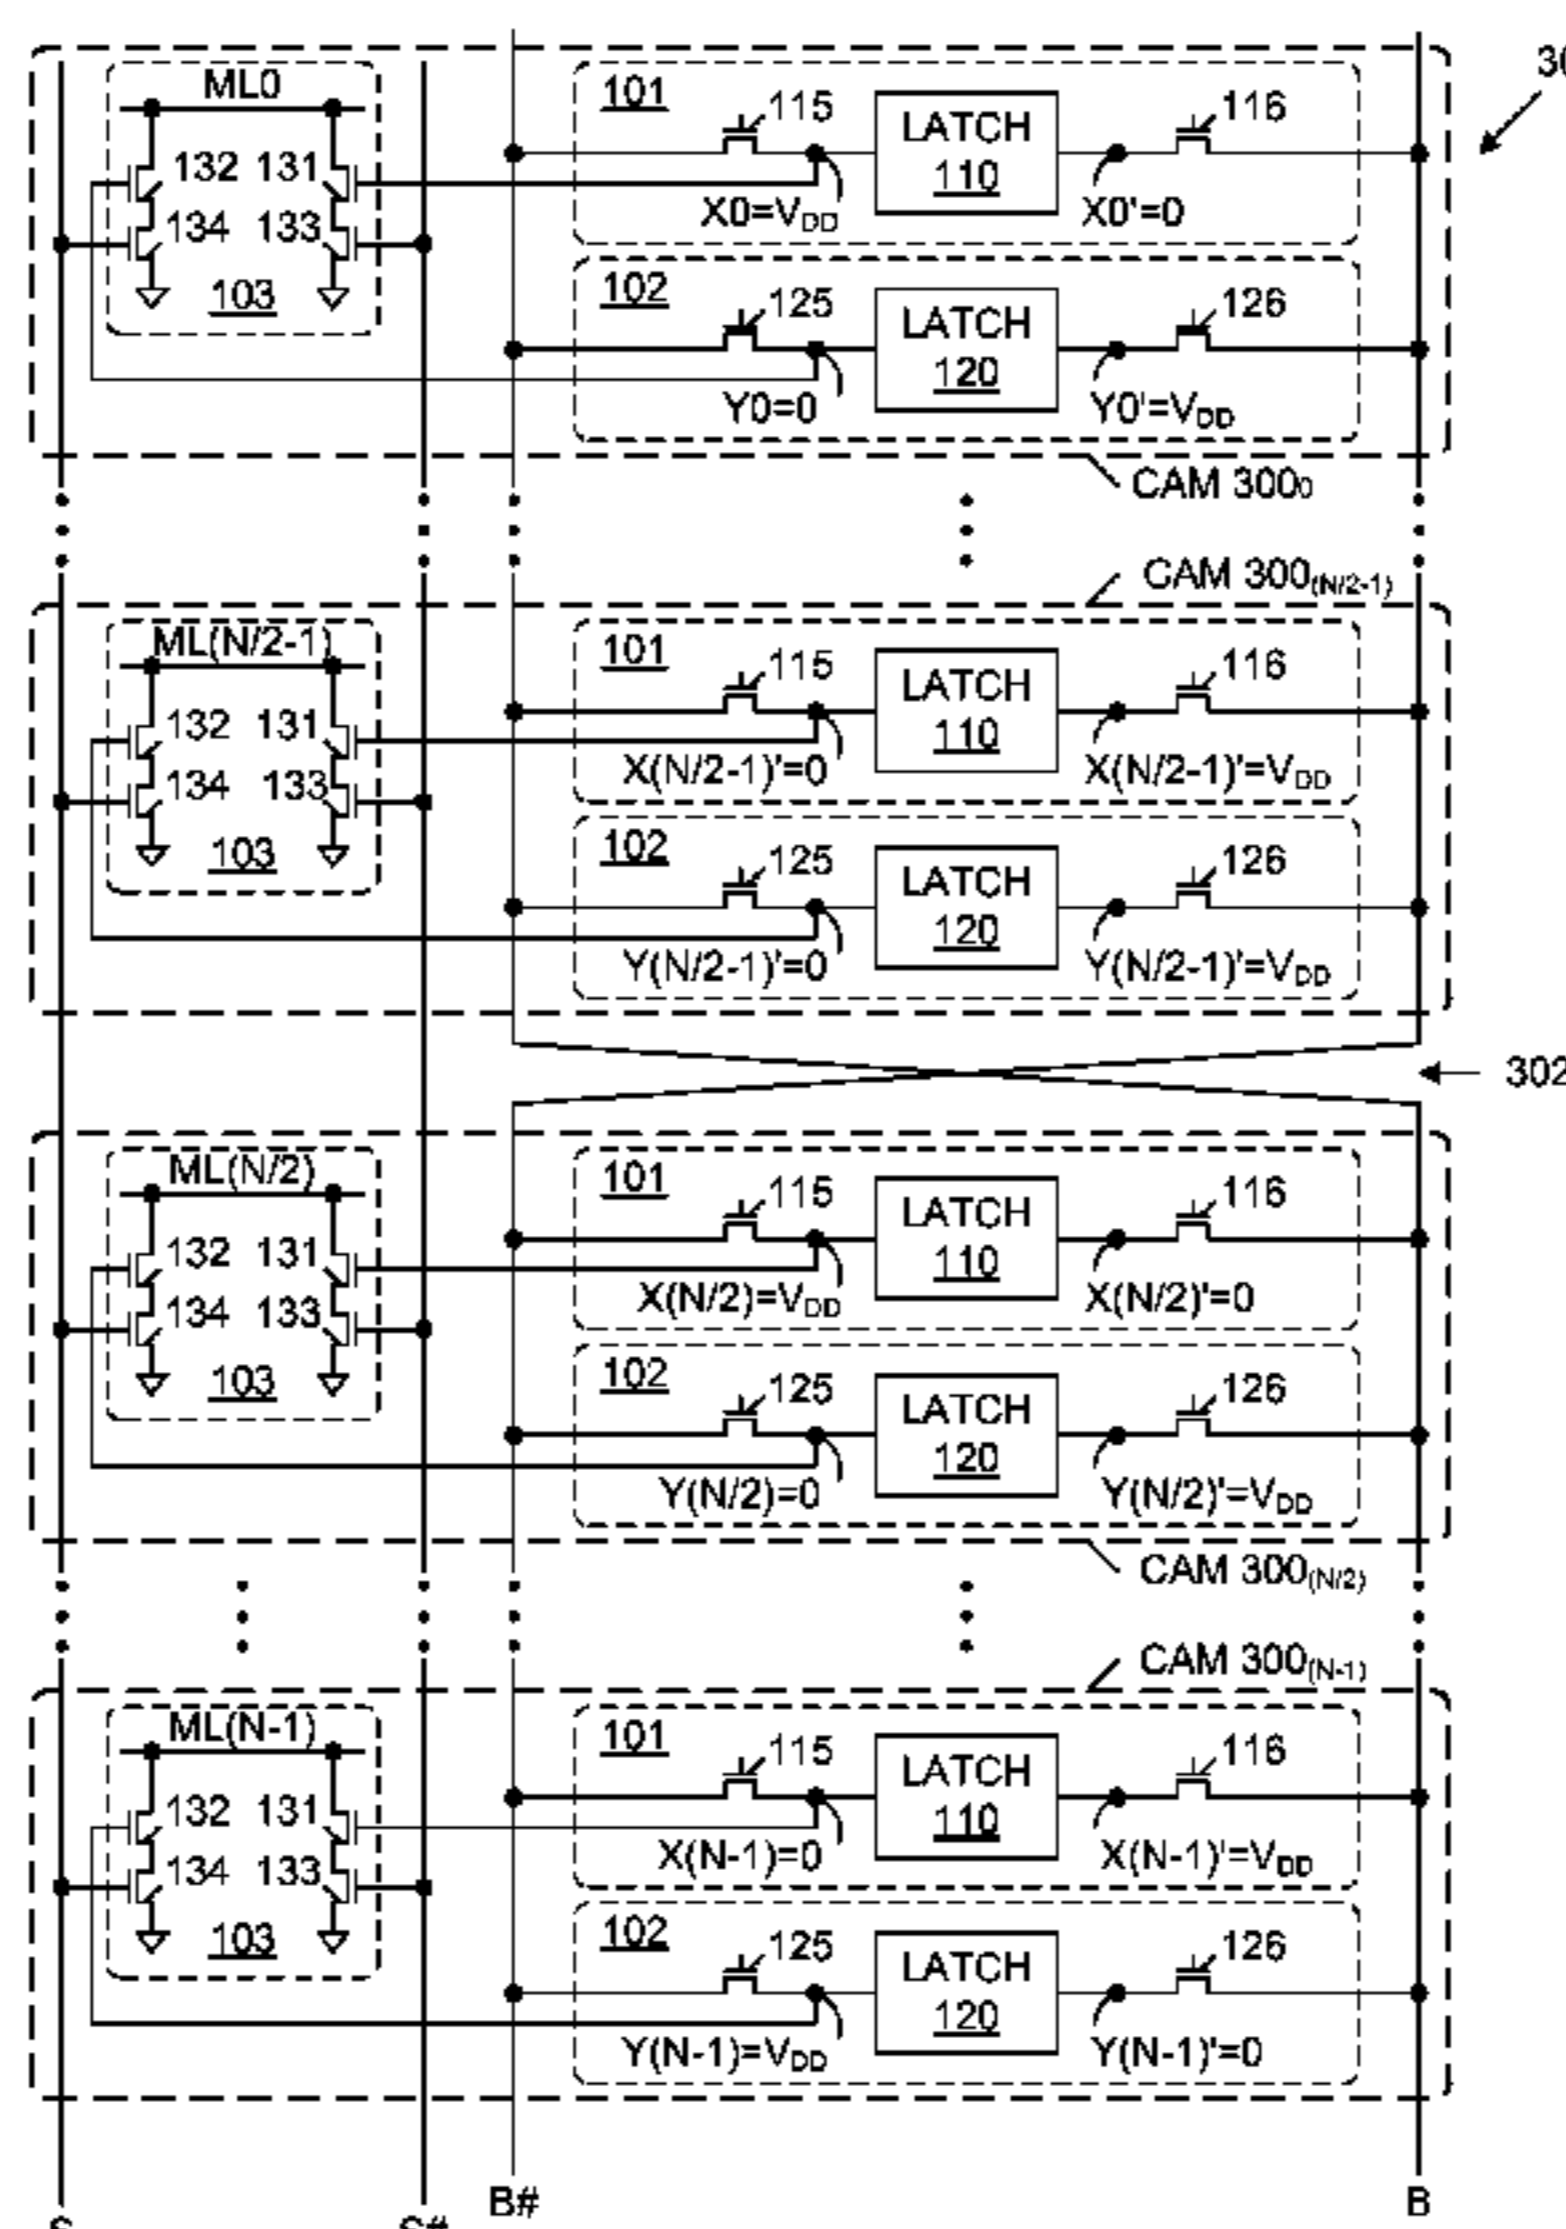 30
ML0
101
115
LATCH
110
116
132 131
134 133
103
X0=VDD
X0'=0
102
125
LATCH
120
126
Y0=0
Y0'=VDD
CAM 300₀
CAM 300(N/2-1)
ML(N/2-1)
101
115
LATCH
110
116
132 131
134 133
103
X(N/2-1)'=0
X(N/2-1)'=VDD
102
125
LATCH
120
126
Y(N/2-1)'=0
Y(N/2-1)'=VDD
302
ML(N/2)
101
115
LATCH
110
116
132 131
134 133
103
X(N/2)=VDD
X(N/2)'=0
102
125
LATCH
120
126
Y(N/2)=0
Y(N/2)'=VDD
CAM 300(N/2)
CAM 300(N-1)
ML(N-1)
101
115
LATCH
110
116
132 131
134 133
103
X(N-1)=0
X(N-1)'=VDD
102
125
LATCH
120
126
Y(N-1)=VDD
Y(N-1)'=0
B#
B
S
S#